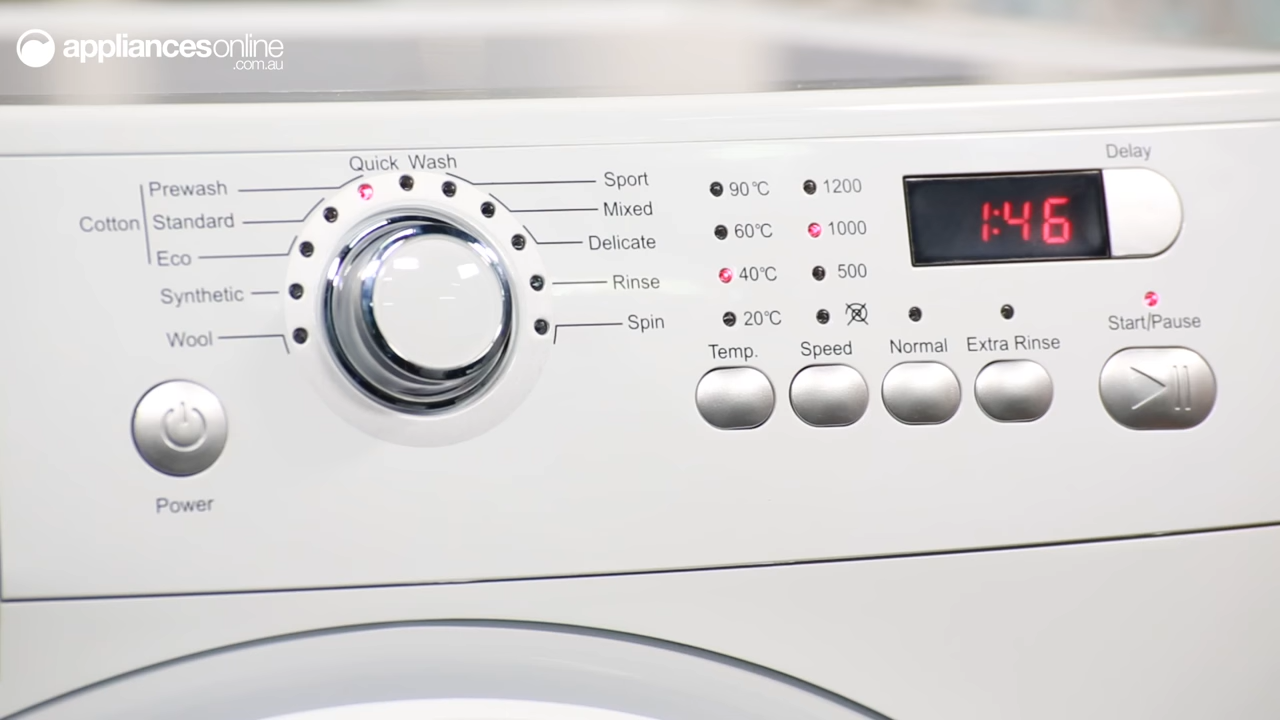 appliancesonline
.com.au
Quick Wash
Prewash
Cotton
Standard
Eco
Synthetic
Wool
Sport
Mixed
Delicate
Rinse
Spin
Power
90°C
60°C
40°C
20°C
Temp.
1200
1000
500
Speed
Normal
Extra Rinse
Delay
1:46
Start/Pause